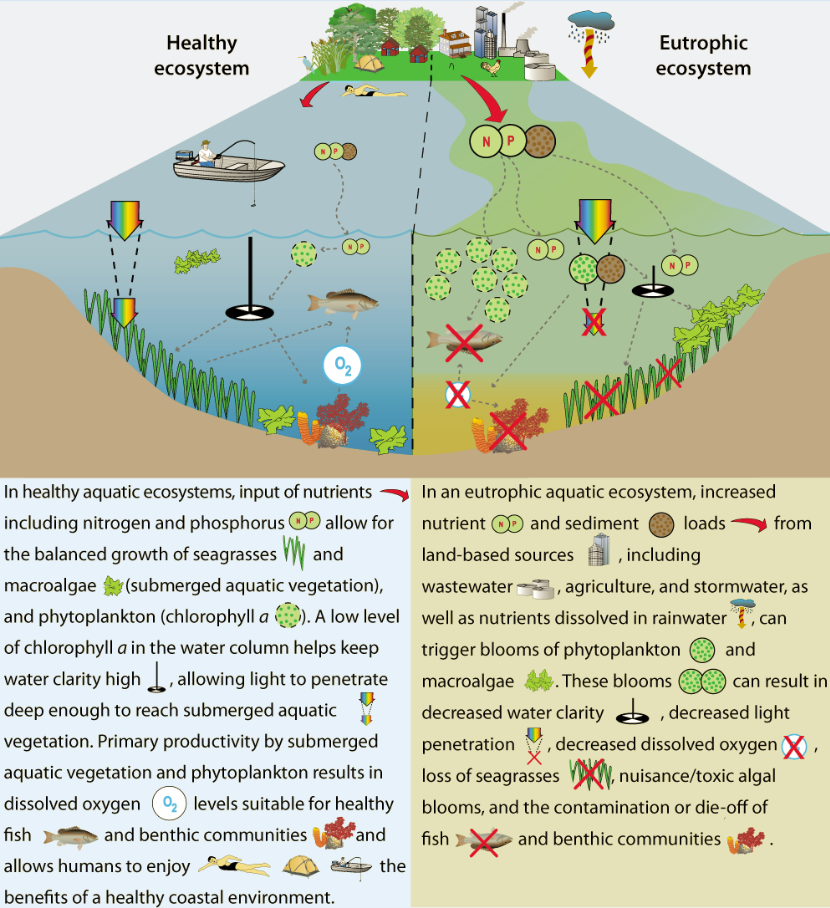 Healthy
ecosystem
Eutrophic
ecosystem
N P
N P
N P
N P
N P
O₂
In healthy aquatic ecosystems, input of nutrients
including nitrogen and phosphorus N P allow for
the balanced growth of seagrasses and
macroalgae (submerged aquatic vegetation),
and phytoplankton (chlorophyll a ). A low level
of chlorophyll a in the water column helps keep
water clarity high , allowing light to penetrate
deep enough to reach submerged aquatic
vegetation. Primary productivity by submerged
aquatic vegetation and phytoplankton results in
dissolved oxygen O₂ levels suitable for healthy
fish and benthic communities and
allows humans to enjoy the
benefits of a healthy coastal environment.
In an eutrophic aquatic ecosystem, increased
nutrient N P and sediment loads from
land-based sources , including
wastewater , agriculture, and stormwater, as
well as nutrients dissolved in rainwater , can
trigger blooms of phytoplankton and
macroalgae . These blooms can result in
decreased water clarity , decreased light
penetration , decreased dissolved oxygen ,
loss of seagrasses , nuisance/toxic algal
blooms, and the contamination or die-off of
fish and benthic communities .